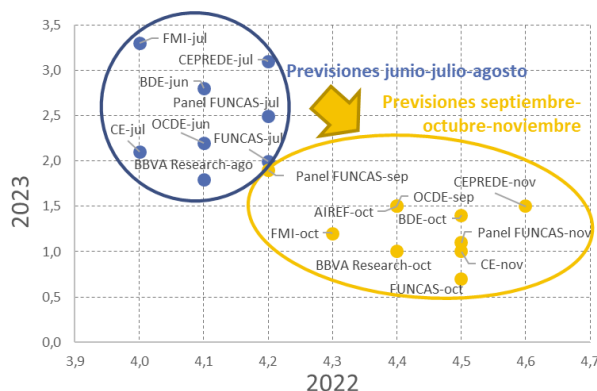 3,5
3,0
2,5
2,0
1,5
1,0
0,5
0,0
2023
FMI-jul
CEPREDE-jul
BDE-jun
Panel FUNCAS-jul
CE-jul
OCDE-jun
FUNCAS-jul
BBVA Research-ago
Previsiones junio-julio-agosto
Previsiones septiembre-
octubre-noviembre
Panel FUNCAS-sep
CEPREDE-nov
OCDE-sep
AIREF-oct
BDE-oct
FMI-oct
Panel FUNCAS-nov
BBVA Research-oct
CE-nov
FUNCAS-oct
3,9 4,0 4,1 4,2 4,3 4,4 4,5 4,6 4,7
2022